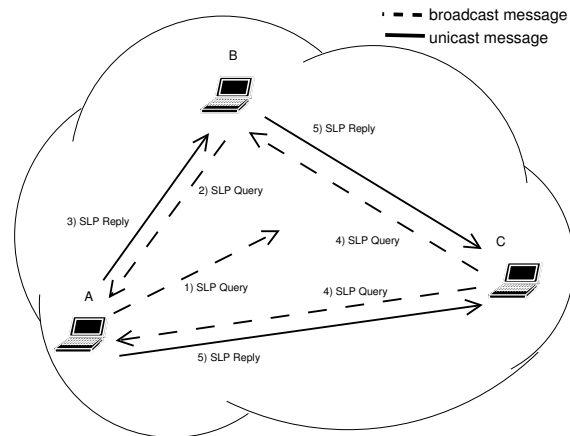 broadcast message
unicast message
B
5) SLP Reply
2) SLP Query
3) SLP Reply
4) SLP Query
C
A
1) SLP Query
4) SLP Query
5) SLP Reply